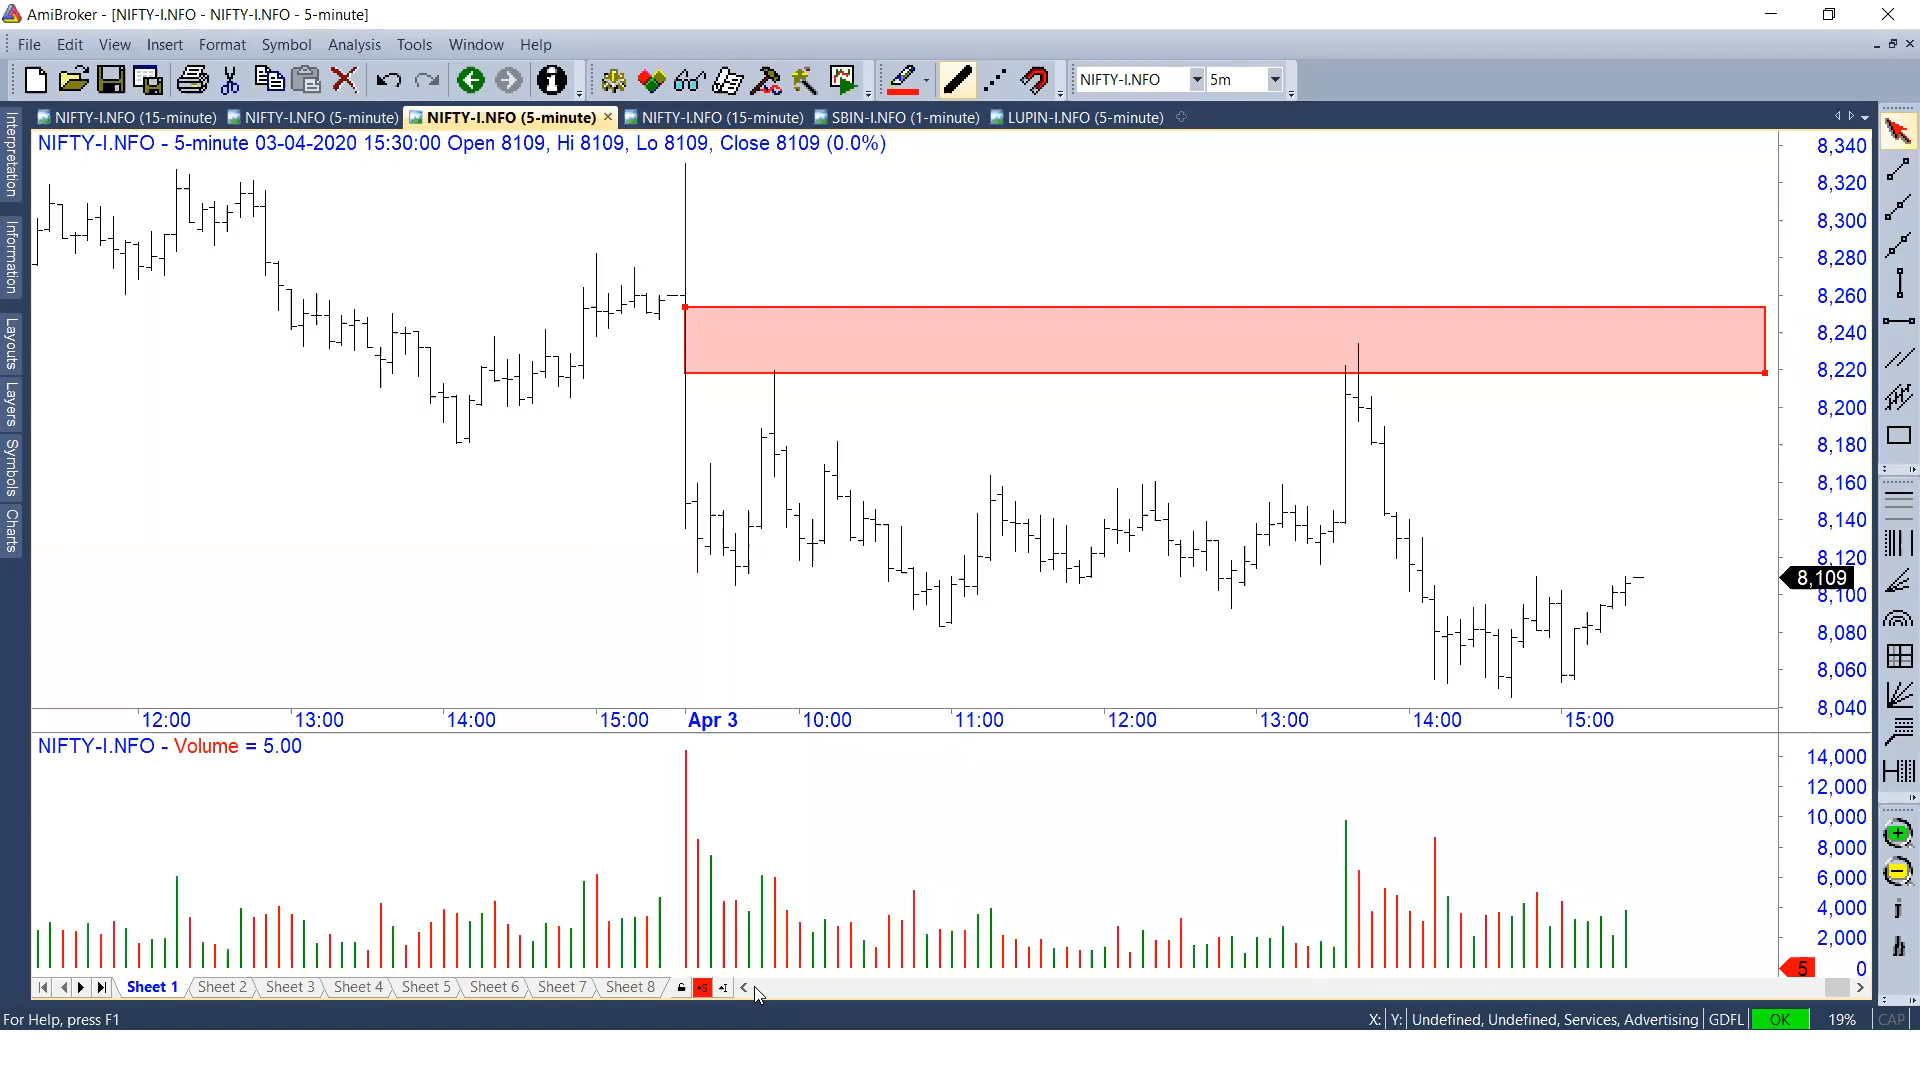 AmiBroker - [NIFTY-I.NFO - NIFTY-I.NFO - 5-minute]
File Edit View Insert Format Symbol Analysis Tools Window Help
NIFTY-I.NFO 5m
NIFTY-I.NFO (15-minute) NIFTY-I.NFO (5-minute) NIFTY-I.NFO (5-minute) NIFTY-I.NFO (15-minute) SBIN-I.NFO (1-minute) LUPIN-I.NFO (5-minute)
Interpretation
Information
Layouts
Layers
Symbols
Charts
NIFTY-I.NFO - 5-minute 03-04-2020 15:30:00 Open 8109, Hi 8109, Lo 8109, Close 8109 (0.0%)
8,340
8,320
8,300
8,280
8,260
8,240
8,220
8,200
8,180
8,160
8,140
8,120
8,109
8,100
8,080
8,060
8,040
12:00 13:00 14:00 15:00 Apr 3 10:00 11:00 12:00 13:00 14:00 15:00
NIFTY-I.NFO - Volume = 5.00
14,000
12,000
10,000
8,000
6,000
4,000
2,000
5 0
Sheet 1 Sheet 2 Sheet 3 Sheet 4 Sheet 5 Sheet 6 Sheet 7 Sheet 8
For Help, press F1
X: Y: Undefined, Undefined, Services, Advertising GDFL OK 19% CAP